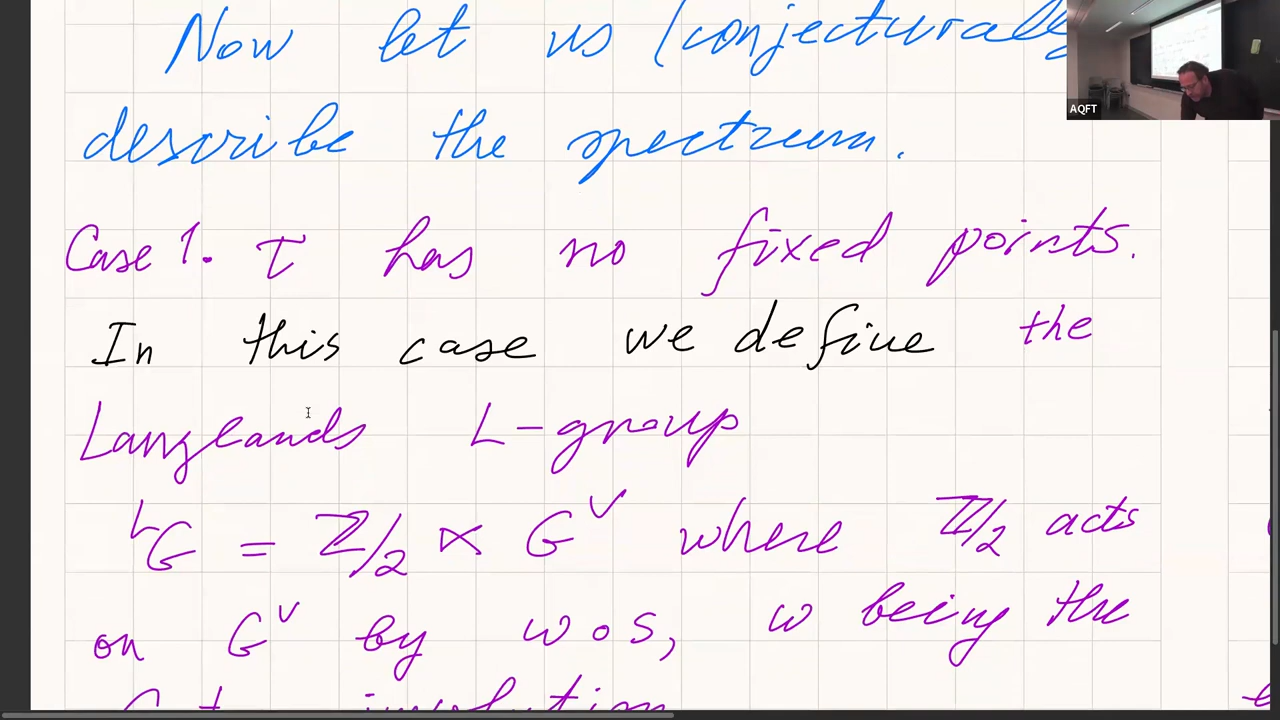 Now let us (conjecturally
AQFT
describe the spectrum.
Case 1. τ has no fixed points.
In this case we define the
Langlands L-group
ᴸG = ℤ/2 ⋉ G^∨ where ℤ/2 acts
on G^∨ by ω∘s, ω being the
involution